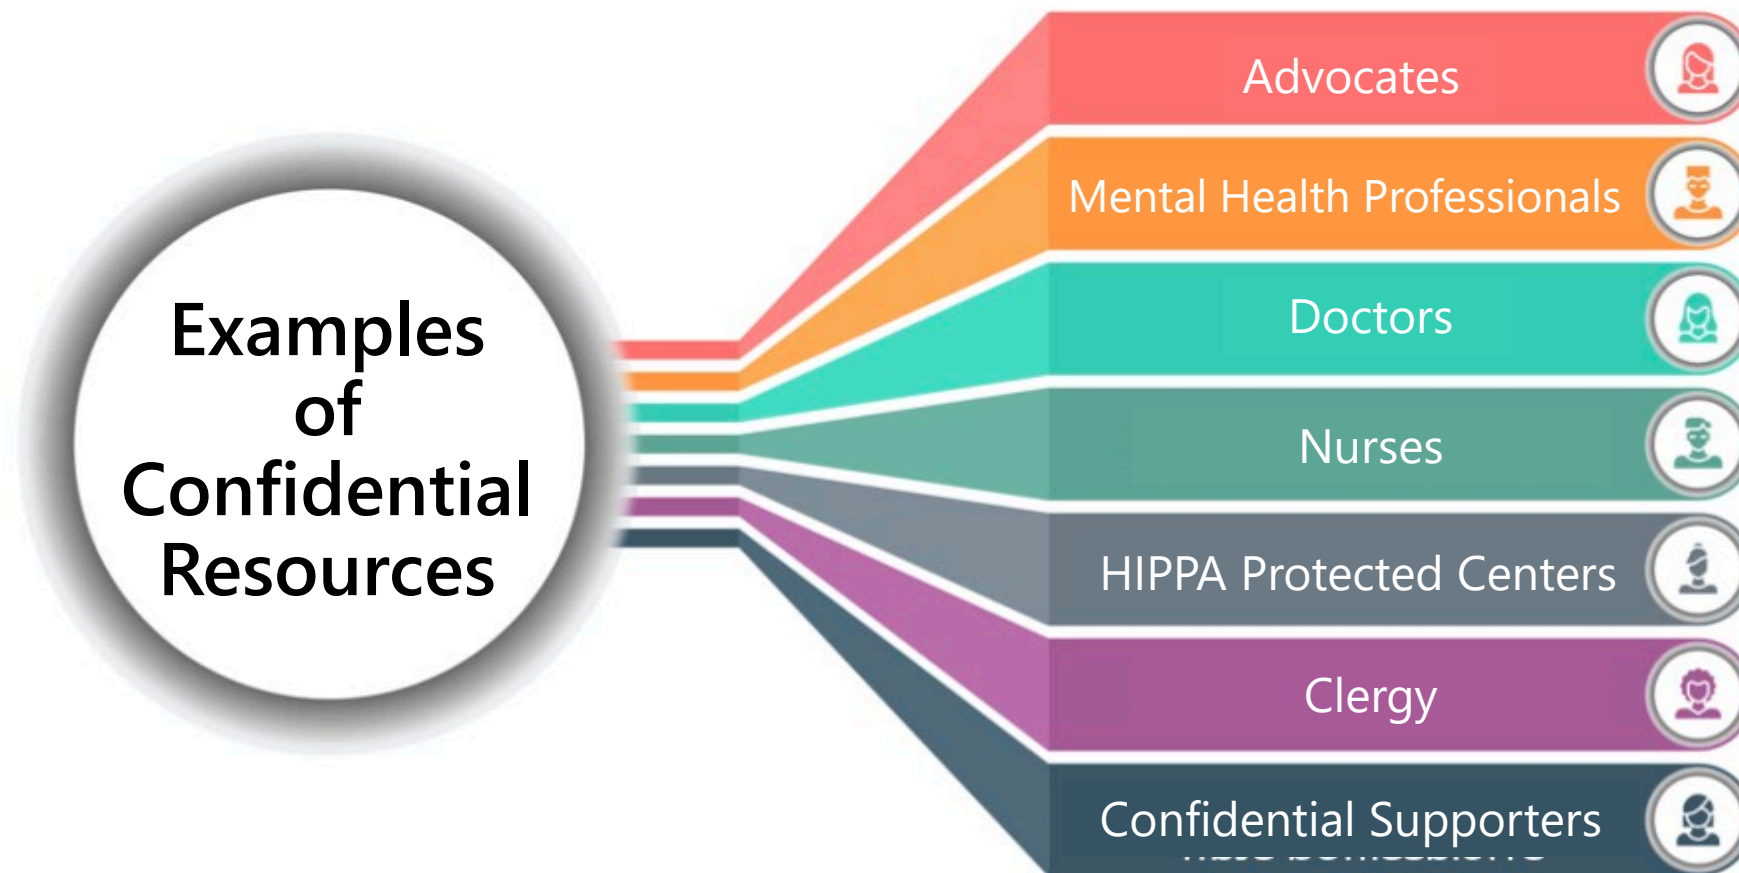 Examples
of
Confidential
Resources
Advocates
Mental Health Professionals
Doctors
Nurses
HIPPA Protected Centers
Clergy
Confidential Supporters